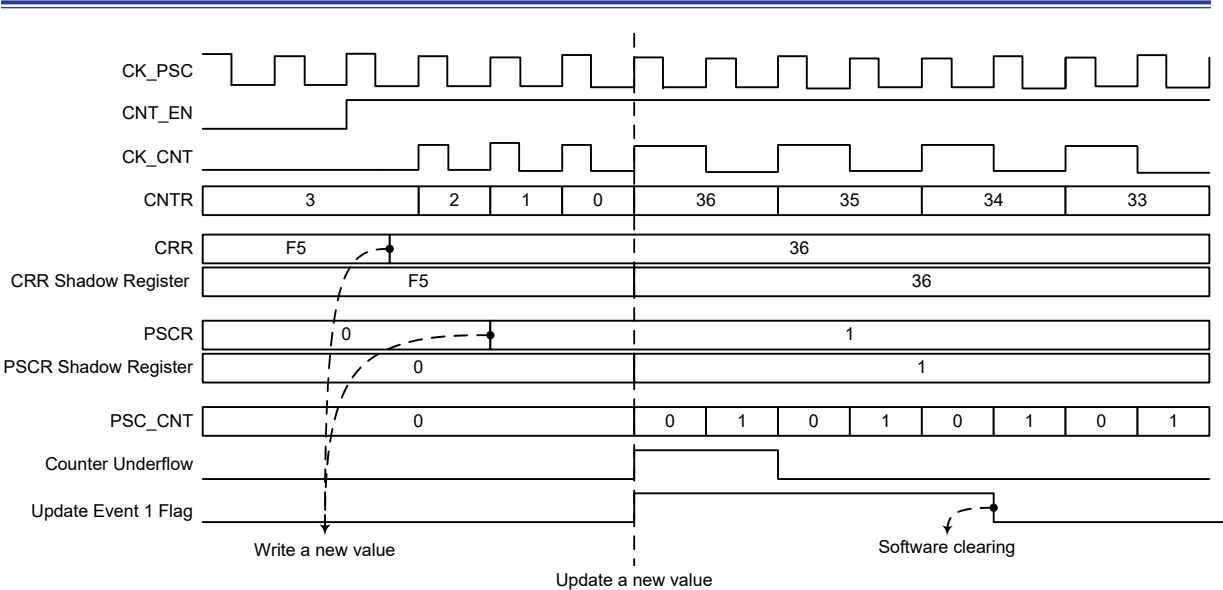 CK_PSC
CNT_EN
CK_CNT
CNTR 3 2 1 0 36 35 34 33
CRR F5 36
CRR Shadow Register F5 36
PSCR 0 1
PSCR Shadow Register 0 1
PSC_CNT 0 0 1 0 1 0 1 0 1
Counter Underflow
Update Event 1 Flag
Write a new value Software clearing
Update a new value